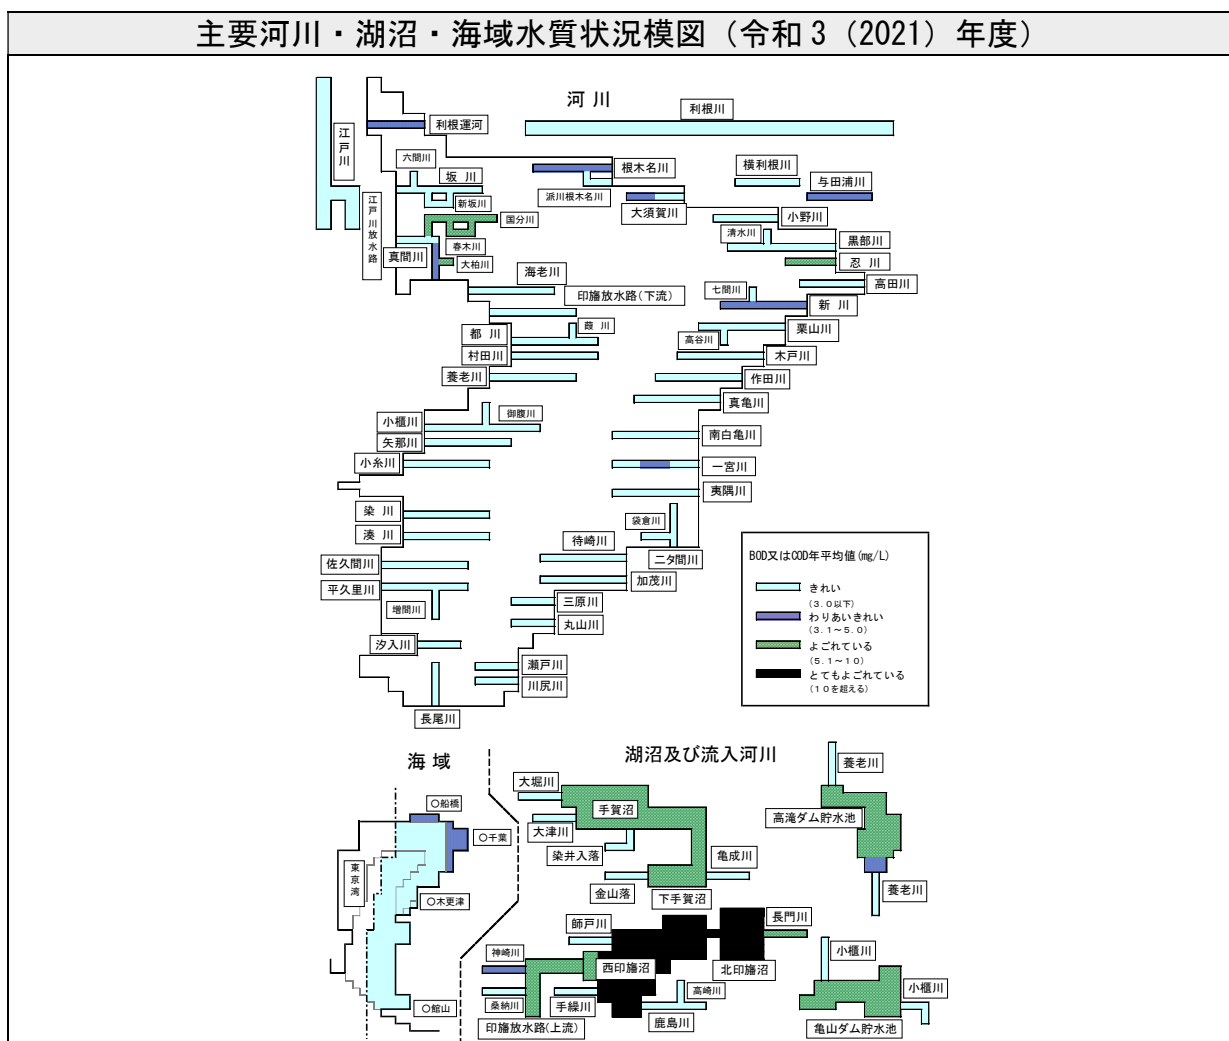 主要河川・湖沼・海域水質状況模図（令和３（2021）年度）
河 川
利根川
江戸川
利根運河
六間川
坂 川
根木名川
横利根川
与田浦川
派川根木名川
新坂川
江戸川放水路
国分川
大須賀川
小野川
清水川
黒部川
春木川
真間川
大柏川
忍 川
海老川
高田川
七間川
印旛放水路(下流)
新 川
葭 川
都 川
栗山川
高谷川
村田川
木戸川
養老川
作田川
真亀川
御腹川
小櫃川
南白亀川
矢那川
小糸川
一宮川
夷隅川
染 川
袋倉川
湊 川
待崎川
二タ間川
佐久間川
加茂川
平久里川
増間川
三原川
丸山川
汐入川
瀬戸川
川尻川
長尾川
BOD又はCOD年平均値(mg/L)
きれい
(３.０以下)
わりあいきれい
(３.１～５.０)
よごれている
(５.１～１０)
とてもよごれている
(１０を超える)
海 域
湖沼及び流入河川
養老川
大堀川
○船橋
手賀沼
高滝ダム貯水池
大津川
○千葉
染井入落
亀成川
東京湾
金山落
下手賀沼
養老川
○木更津
師戸川
長門川
神崎川
小櫃川
西印旛沼
北印旛沼
高崎川
小櫃川
桑納川
手繰川
○館山
印旛放水路(上流)
鹿島川
亀山ダム貯水池